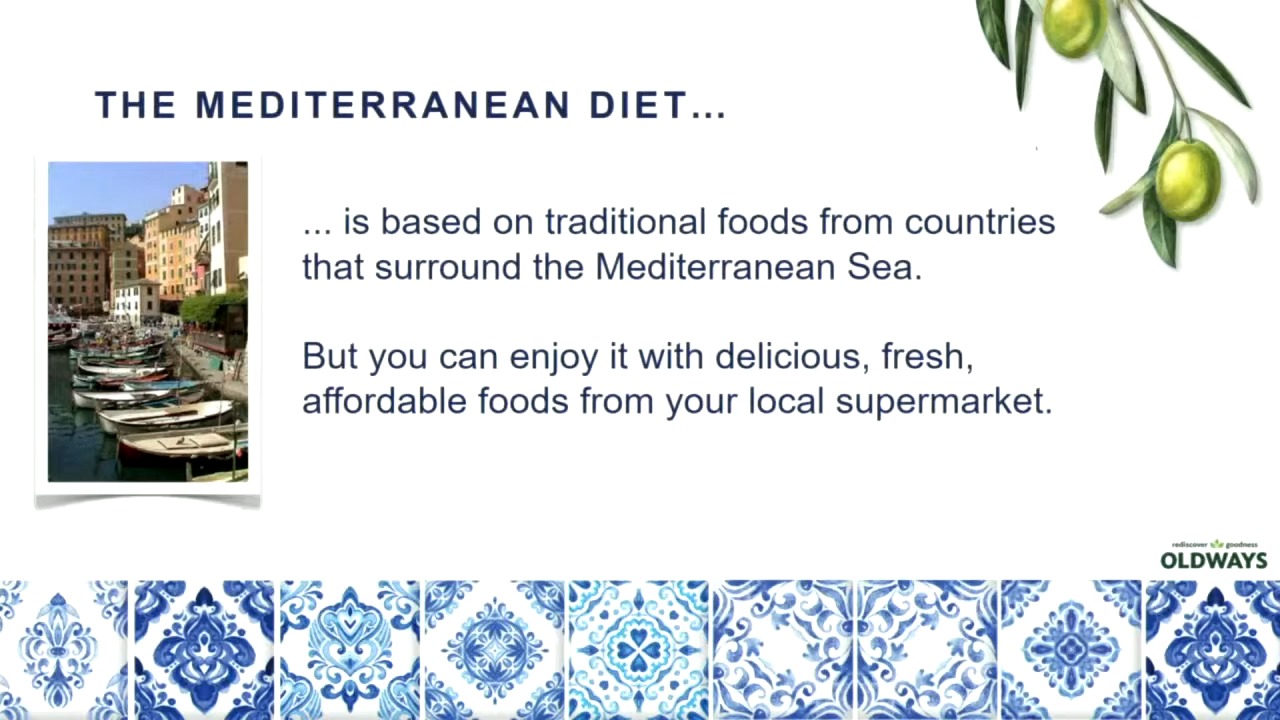 THE MEDITERRANEAN DIET...
... is based on traditional foods from countries
that surround the Mediterranean Sea.
But you can enjoy it with delicious, fresh,
affordable foods from your local supermarket.
rediscover goodness
OLDWAYS